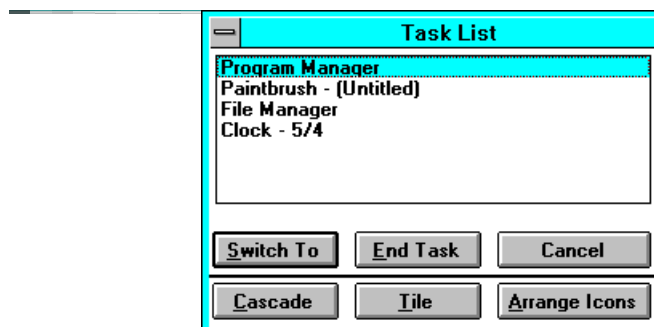 Task List
Program Manager
Paintbrush - (Untitled)
File Manager
Clock - 5/4
Switch To End Task Cancel
Cascade Tile Arrange Icons